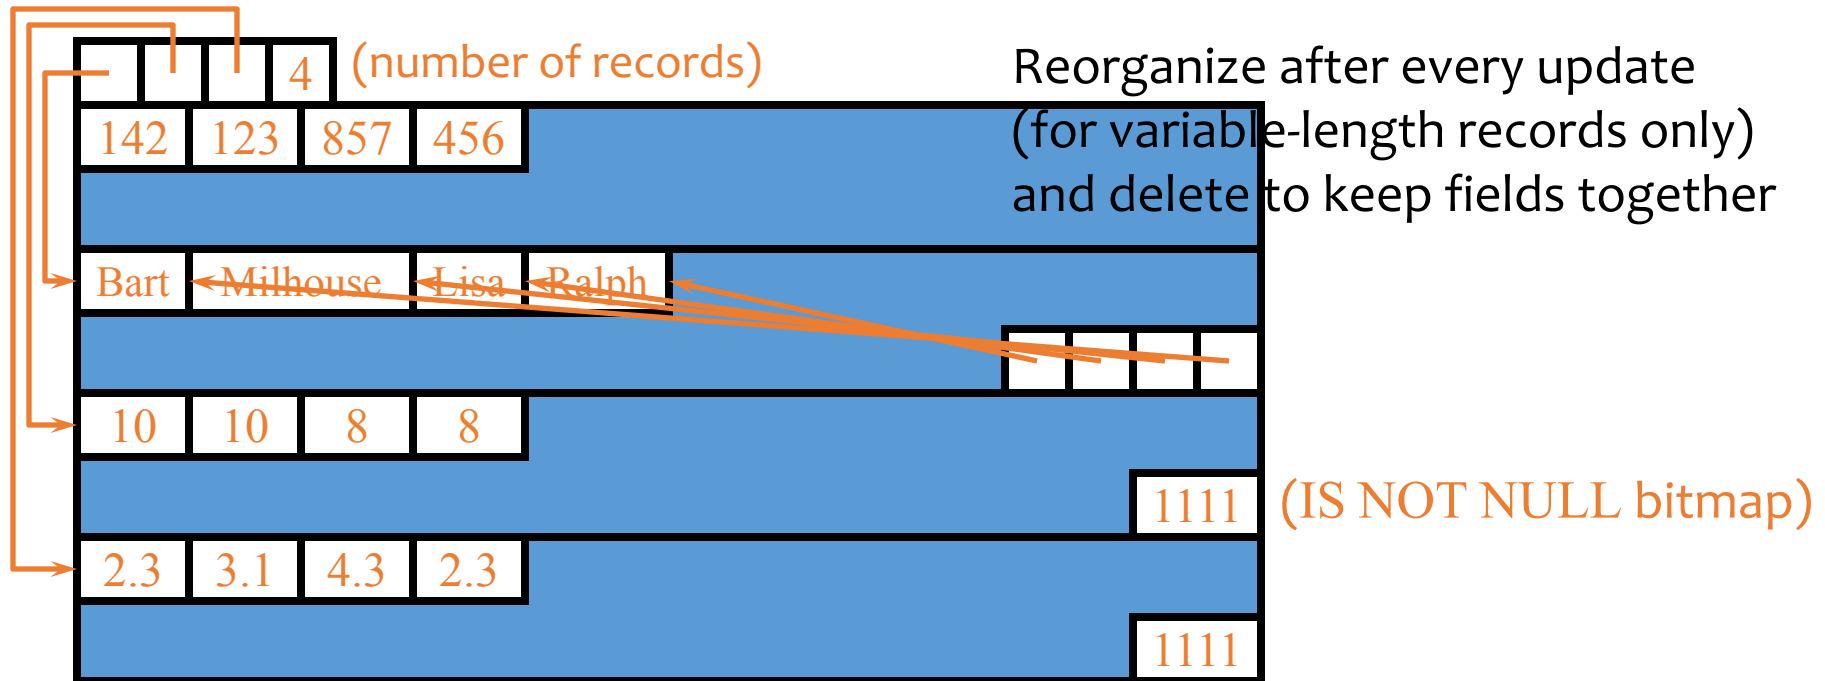 4 (number of records)
Reorganize after every update
(for variable-length records only)
and delete to keep fields together
142 123 857 456
Bart Milhouse Lisa Ralph
10 10 8 8
1111 (IS NOT NULL bitmap)
2.3 3.1 4.3 2.3
1111